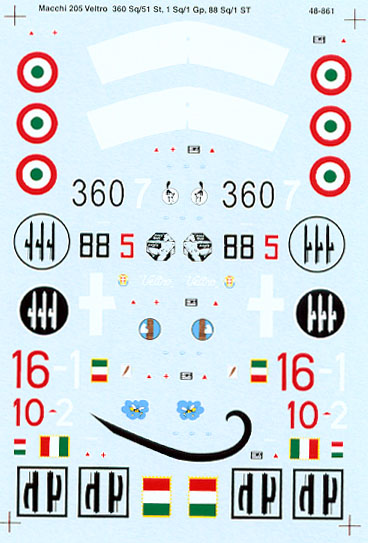 Macchi 205 Veltro 360 Sq/51 St, 1 Sq/1 Gp, 88 Sq/1 ST 48-861
360 7 360 7
88 5 88 5
Veltro Veltro
16-1 16-1
10-2 10-2